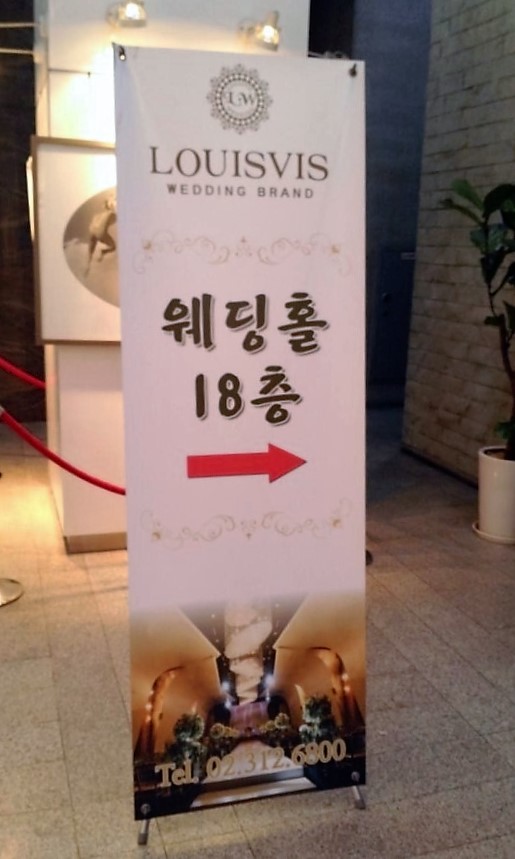 LW
LOUISVIS
WEDDING BRAND
웨딩홀
18층
Tel. 02.312.6800